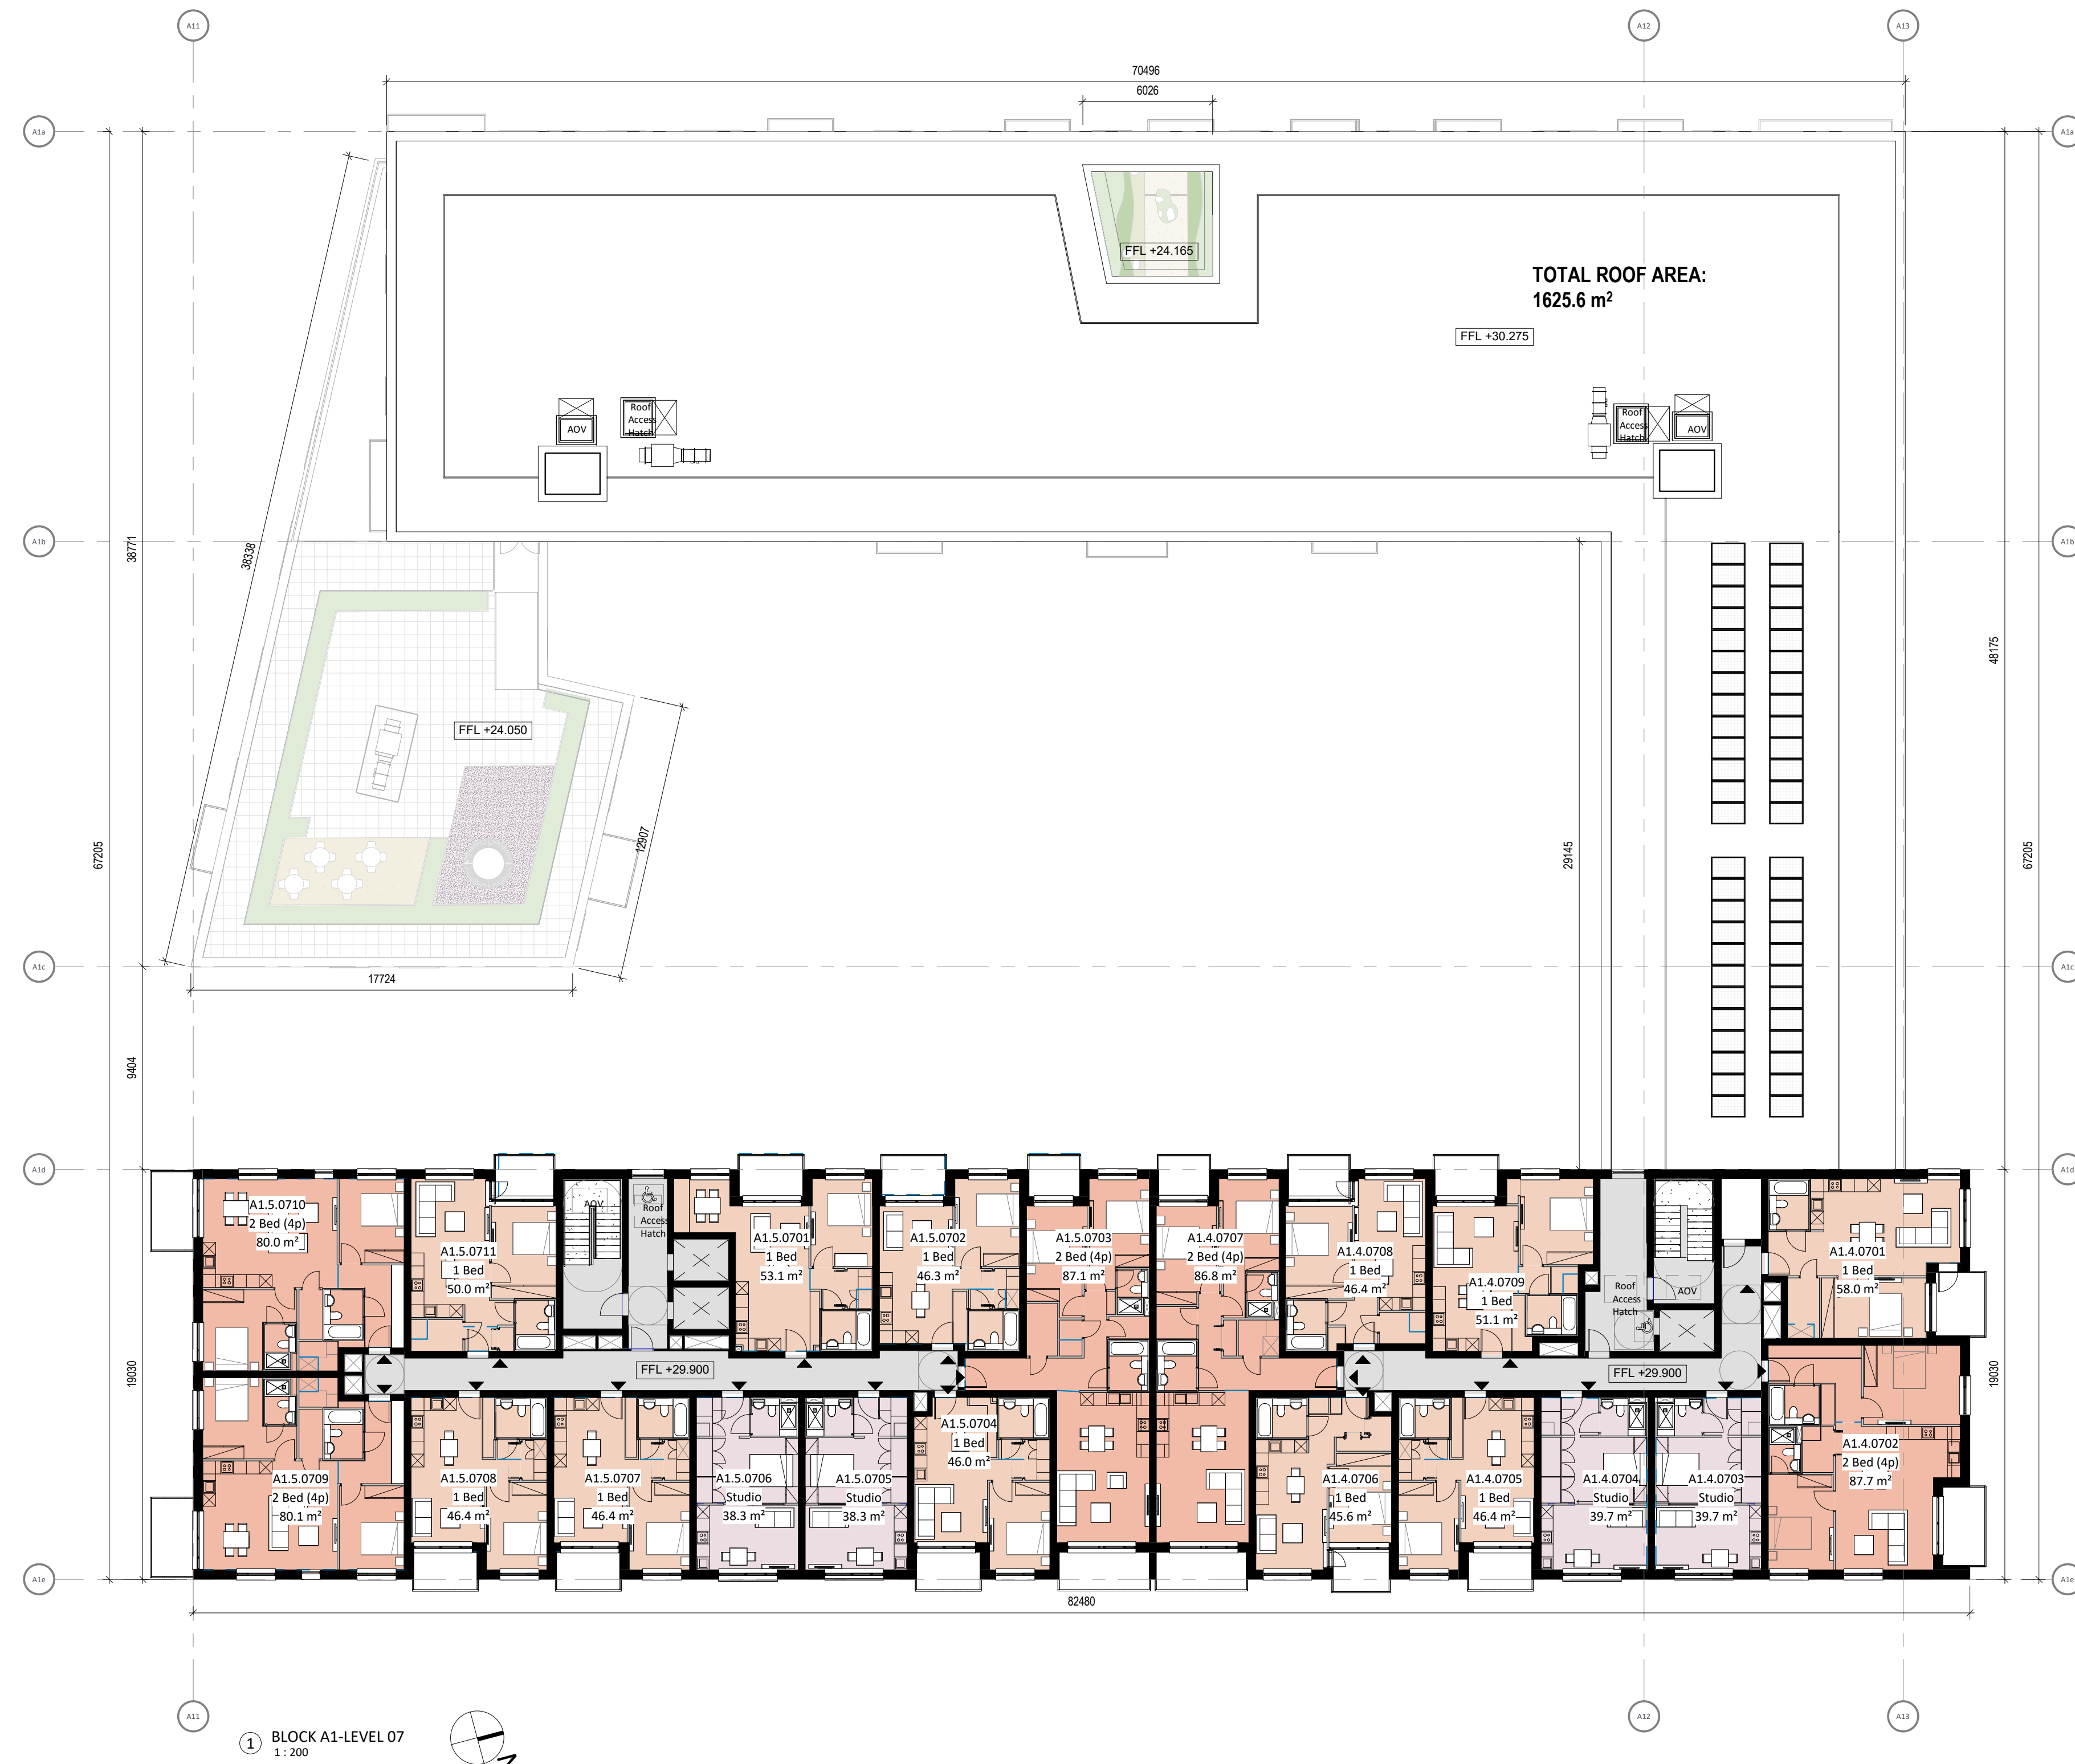 A11
A12
A13
70496
6026
A1a
A1a
FFL +24.165
TOTAL ROOF AREA:
1625.6 m²
FFL +30.275
Roof
Access
Hatch
AOV
Roof
Access
Hatch
AOV
A1b
A1b
38771
38338
48175
FFL +24.050
12907
67205
29145
67205
A1c
A1c
17724
9404
A1d
A1d
A1.5.0710
2 Bed (4p)
80.0 m²
A1.5.0711
1 Bed
50.0 m²
AOV
Roof
Access
Hatch
A1.5.0701
1 Bed
53.1 m²
A1.5.0702
1 Bed
46.3 m²
A1.5.0703
2 Bed (4p)
87.1 m²
A1.4.0707
2 Bed (4p)
86.8 m²
A1.4.0708
1 Bed
46.4 m²
A1.4.0709
1 Bed
51.1 m²
Roof
Access
Hatch
AOV
A1.4.0701
1 Bed
58.0 m²
19030
FFL +29.900
FFL +29.900
19030
A1.5.0709
2 Bed (4p)
80.1 m²
A1.5.0708
1 Bed
46.4 m²
A1.5.0707
1 Bed
46.4 m²
A1.5.0706
Studio
38.3 m²
A1.5.0705
Studio
38.3 m²
A1.5.0704
1 Bed
46.0 m²
A1.4.0706
1 Bed
45.6 m²
A1.4.0705
1 Bed
46.4 m²
A1.4.0704
Studio
39.7 m²
A1.4.0703
Studio
39.7 m²
A1.4.0702
2 Bed (4p)
87.7 m²
A1e
A1e
82480
A11
A12
A13
1
BLOCK A1-LEVEL 07
1 : 200
N